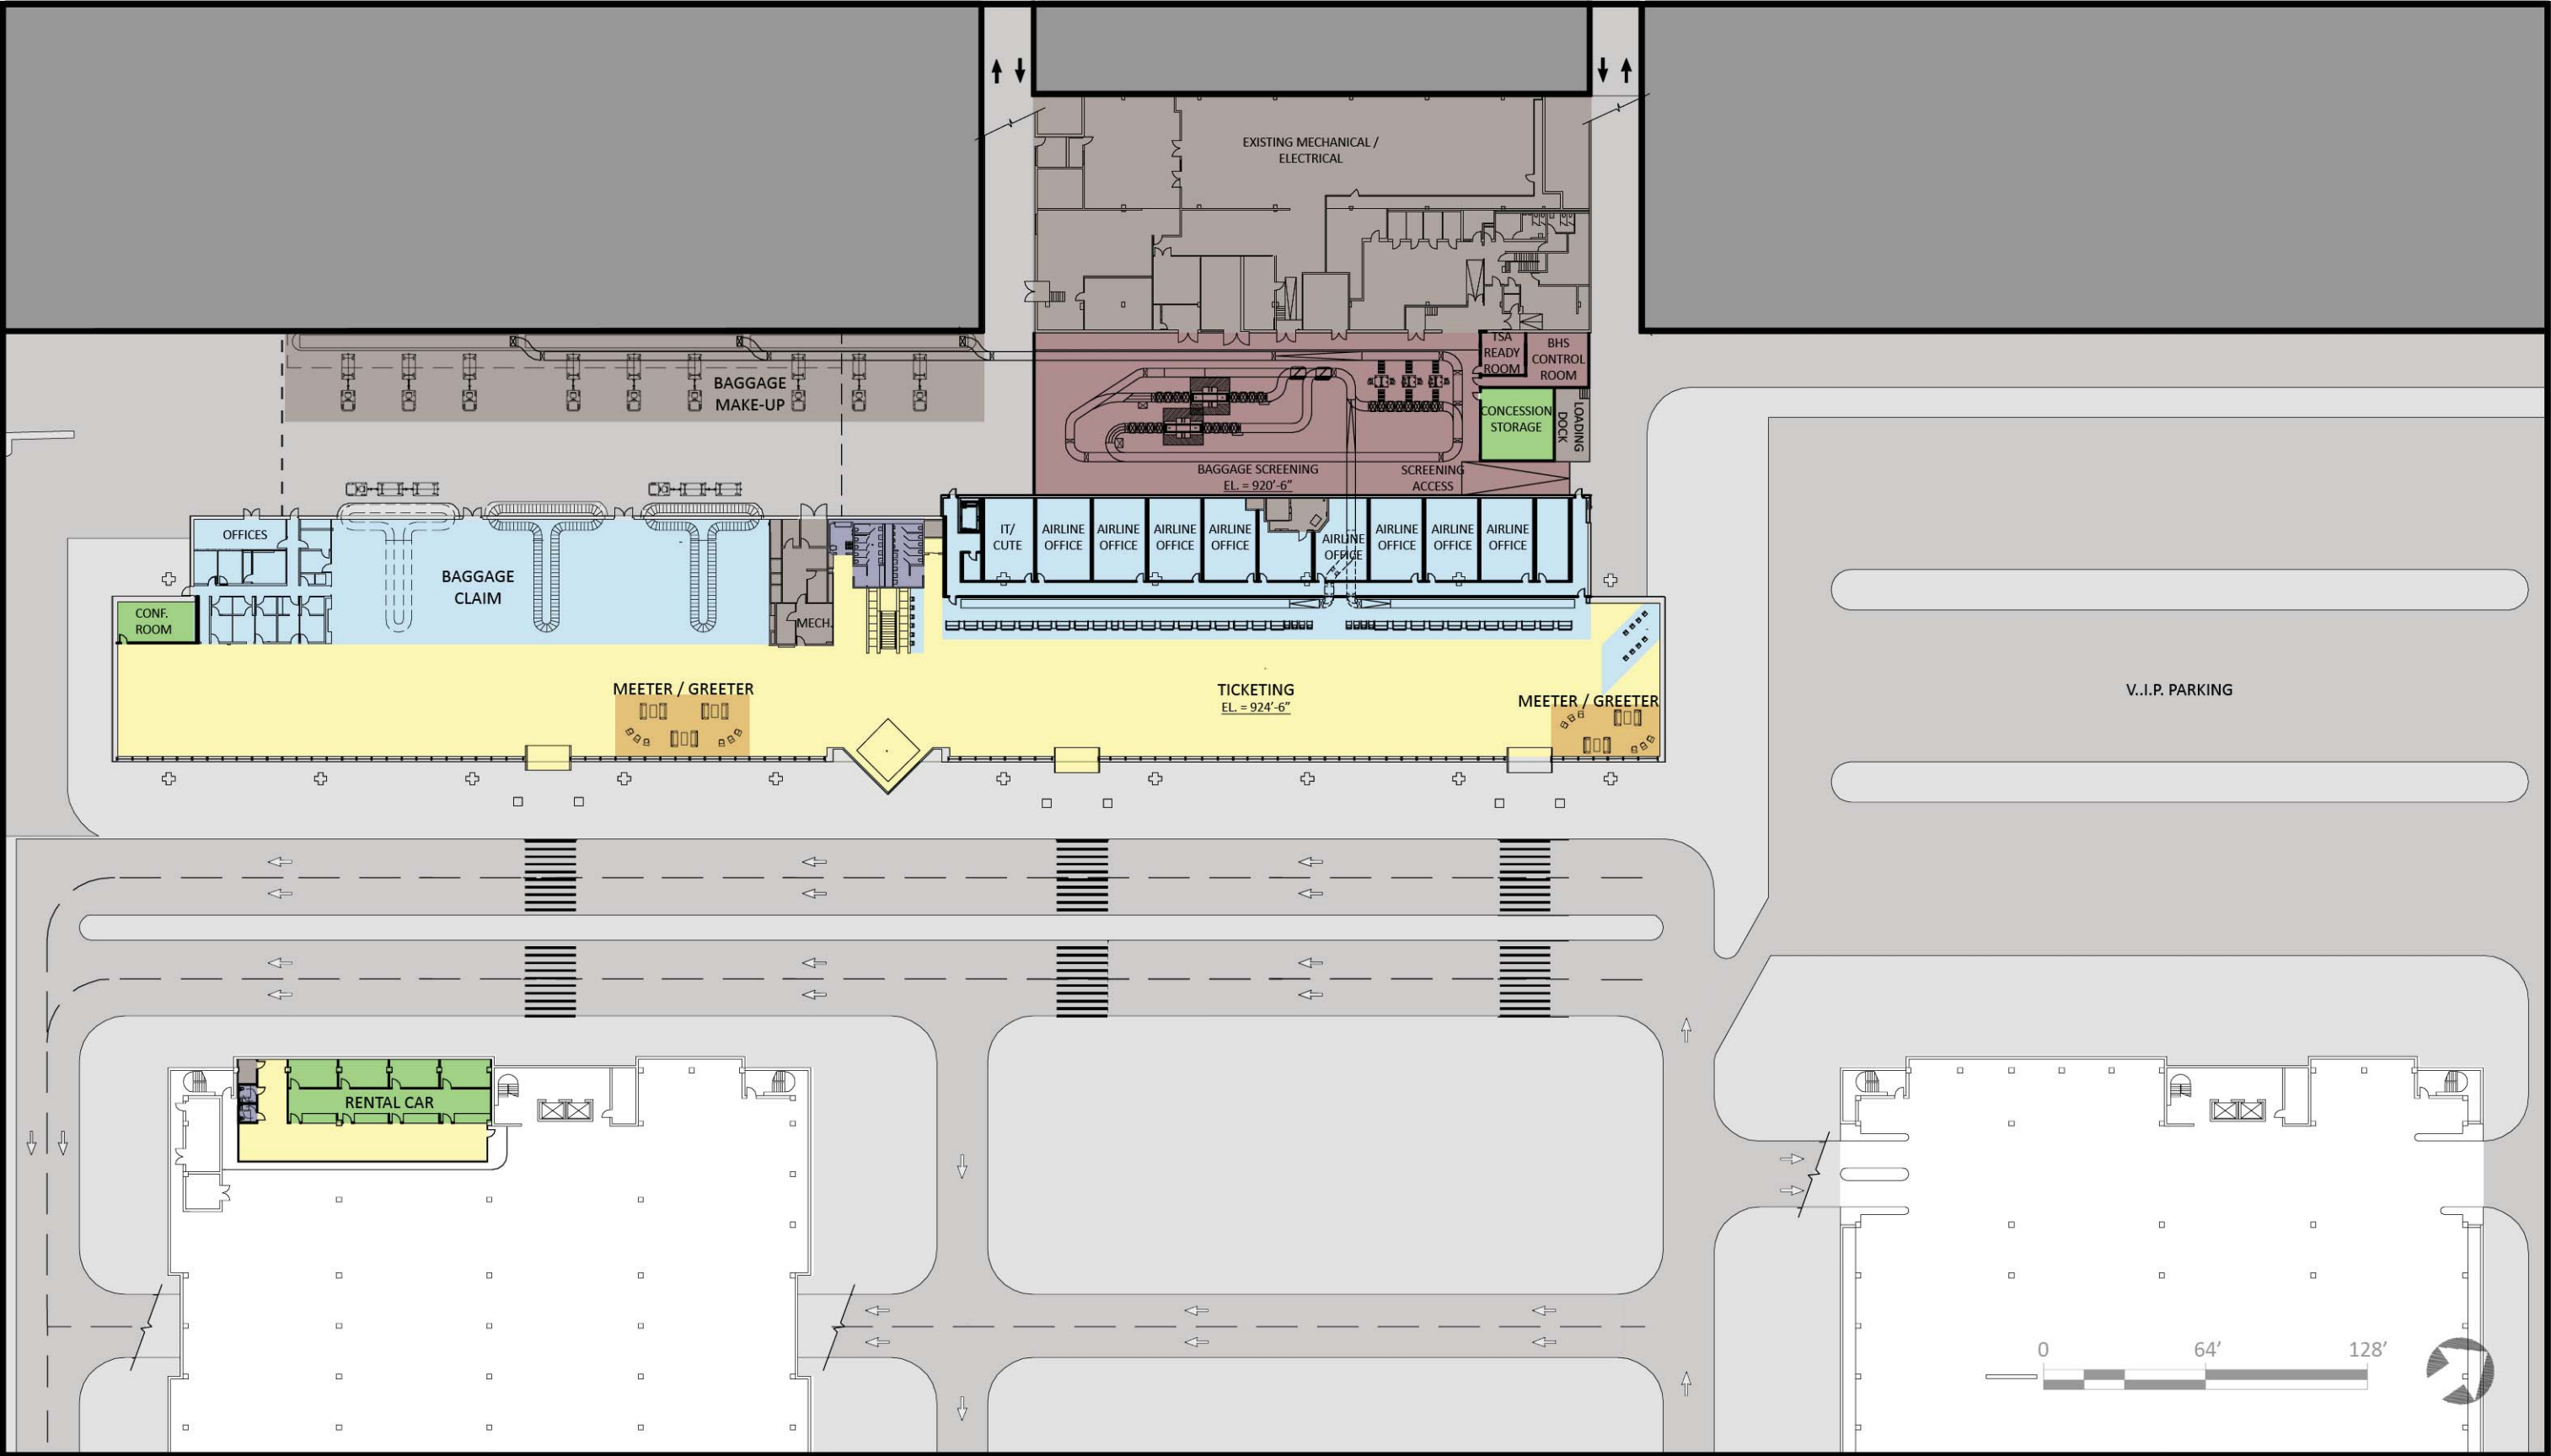 EXISTING MECHANICAL /
ELECTRICAL
TSA
READY
ROOM
BHS
CONTROL
ROOM
BAGGAGE
MAKE-UP
CONCESSION
STORAGE
LOADING
DOCK
BAGGAGE SCREENING
EL. = 920'-6"
SCREENING
ACCESS
OFFICES
IT/
CUTE
AIRLINE
OFFICE
AIRLINE
OFFICE
AIRLINE
OFFICE
AIRLINE
OFFICE
AIRLINE
OFFICE
AIRLINE
OFFICE
AIRLINE
OFFICE
AIRLINE
OFFICE
BAGGAGE
CLAIM
CONF.
ROOM
MECH.
MEETER / GREETER
TICKETING
EL. = 924'-6"
MEETER / GREETER
V..I.P. PARKING
RENTAL CAR
0
64'
128'